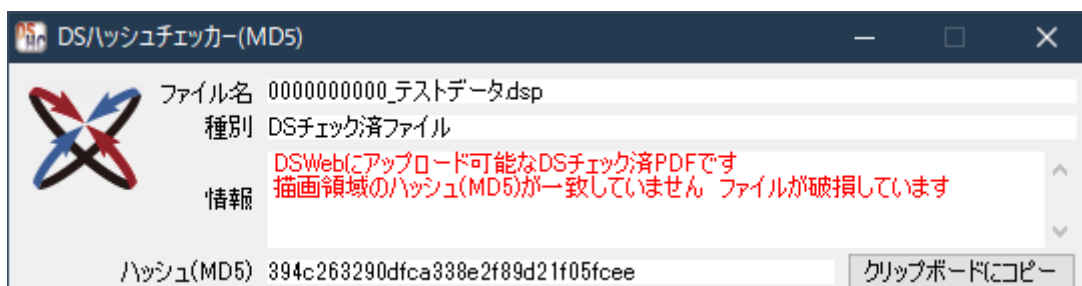 DSハッシュチェッカー(MD5)
ファイル名 0000000000_テストデータ.dsp
種別 DSチェック済ファイル
情報 DSWebにアップロード可能なDSチェック済PDFです
描画領域のハッシュ(MD5)が一致していません ファイルが破損しています
ハッシュ(MD5) 394c263290dfca338e2f89d21f05fcee クリップボードにコピー